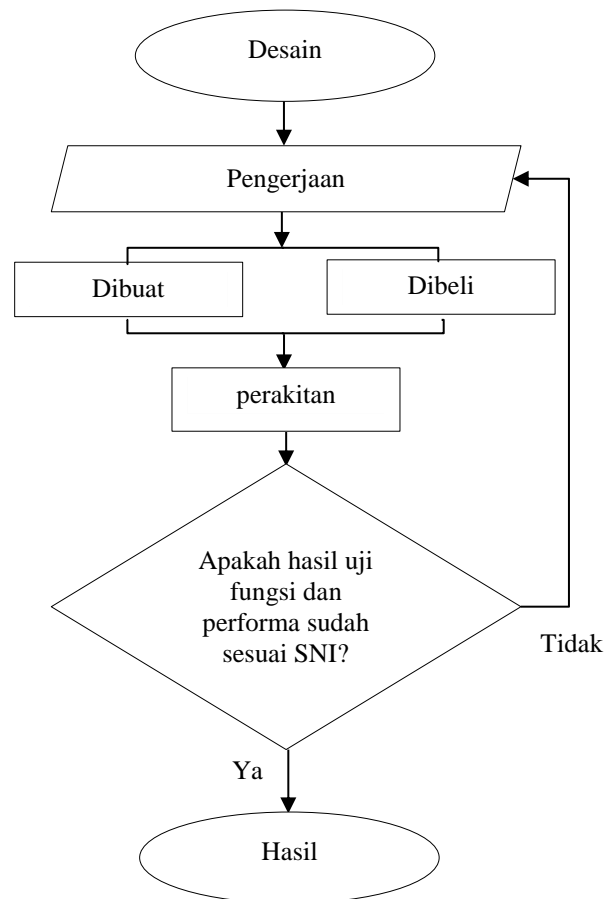 Desain
Pengerjaan
Dibuat
Dibeli
perakitan
Apakah hasil uji
fungsi dan
performa sudah
sesuai SNI?
Tidak
Ya
Hasil